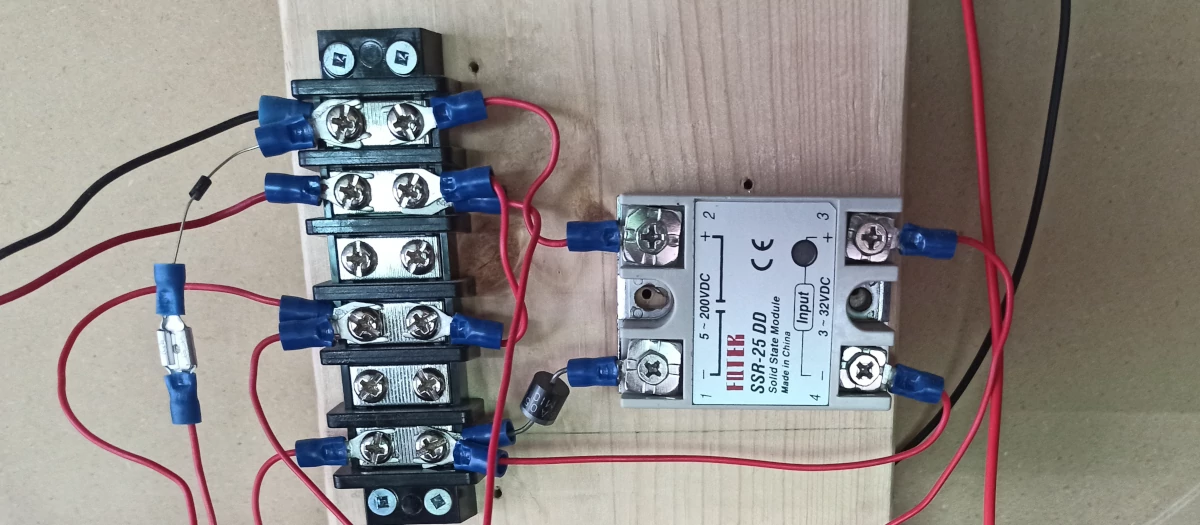 2
+
3
+
5 ~ 200VDC
CE
Input
3 ~ 32VDC
1
−
4
−
FOTEK
SSR-25 DD
Solid State Module
Made in China